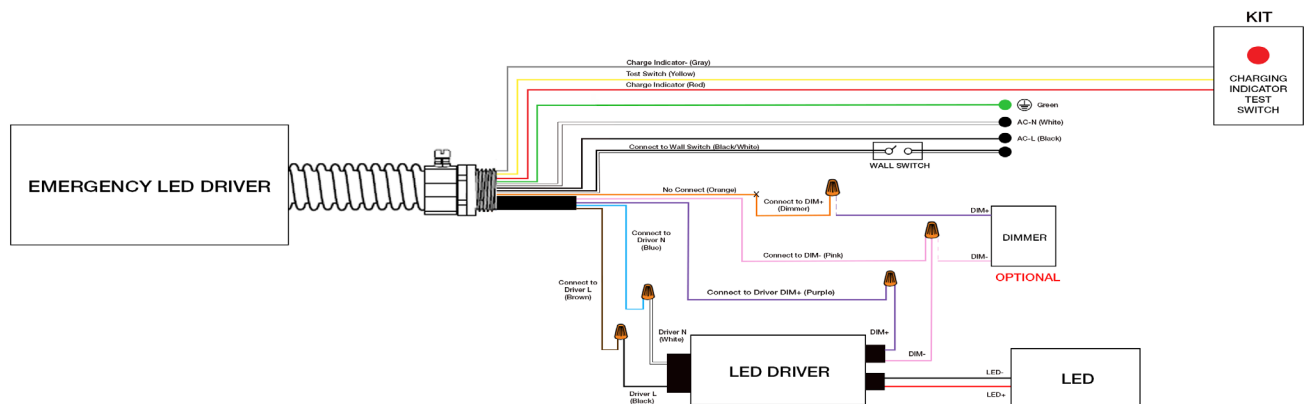 KIT
CHARGING
INDICATOR
TEST
SWITCH
Charge Indicator- (Gray)
Test Switch (Yellow)
Charge Indicator (Red)
Green
AC-N (White)
AC-L (Black)
Connect to Wall Switch (Black/White)
WALL SWITCH
EMERGENCY LED DRIVER
No Connect (Orange)
Connect to DIM+
(Dimmer)
DIM+
DIMMER
DIM-
OPTIONAL
Connect to
Driver N
(Bluo)
Connect to DIM- (Pink)
Connect to
Driver L
(Brown)
Connect to Driver DIM+ (Purple)
Driver N
(White)
DIM+
DIM-
LED DRIVER
Driver L
(Black)
LED-
LED+
LED